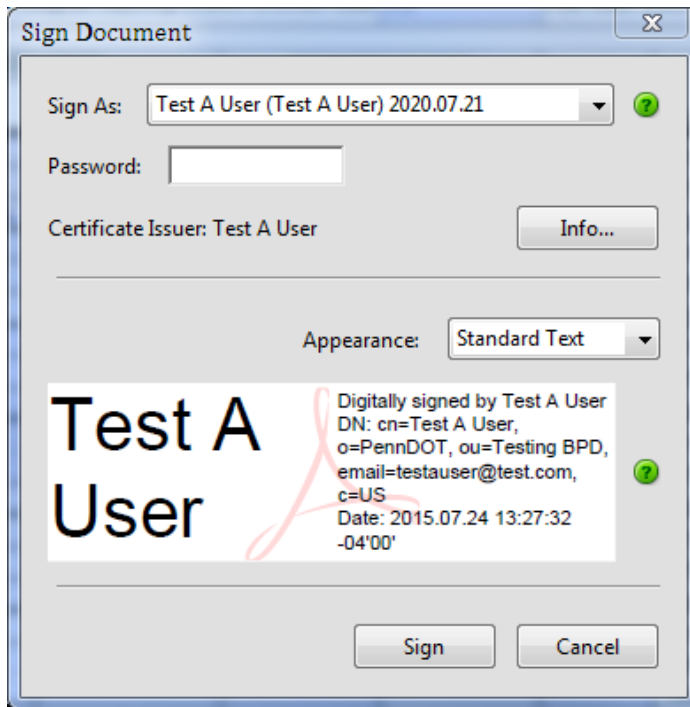 Sign Document
Sign As: Test A User (Test A User) 2020.07.21
Password:
Certificate Issuer: Test A User Info...
Appearance: Standard Text
Test A
User
Digitally signed by Test A User
DN: cn=Test A User,
o=PennDOT, ou=Testing BPD,
email=testauser@test.com,
c=US
Date: 2015.07.24 13:27:32
-04'00'
Sign Cancel